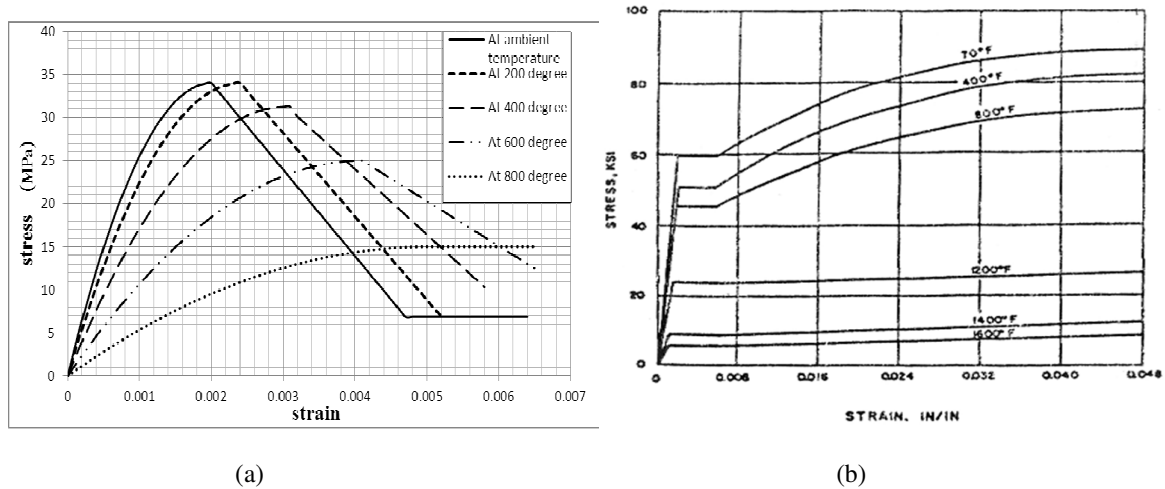 40
35
30
25
20
15
10
5
0
stress (MPa)
At ambient
temperature
At 200 degree
At 400 degree
At 600 degree
At 800 degree
0 0.001 0.002 0.003 0.004 0.005 0.006 0.007
strain
(a)
100
80
60
40
20
0
STRESS, KSI
70°F
400°F
800°F
1200°F
1400°F
1600°F
0 0.008 0.016 0.024 0.032 0.040 0.048
STRAIN, IN/IN
(b)